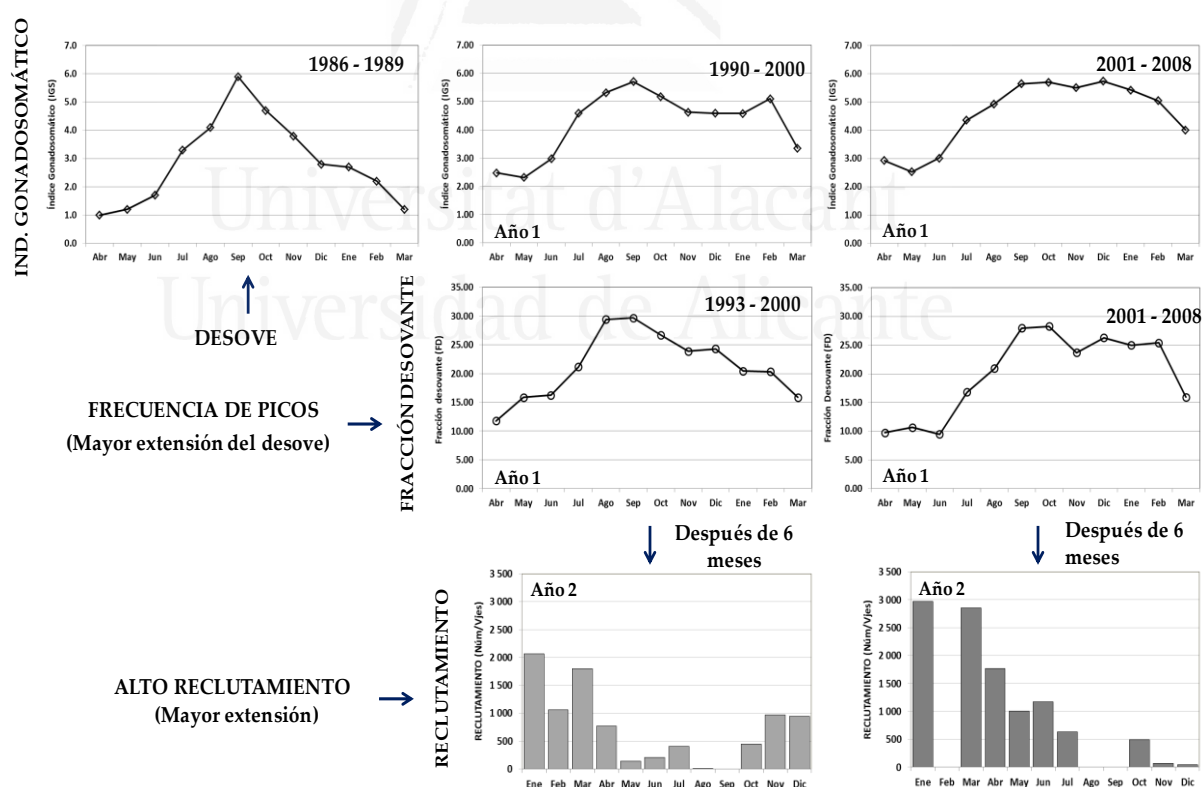 IND. GONADOSOMÁTICO
Índice Gonadosomático (IGS)
7.0
6.0
5.0
4.0
3.0
2.0
1.0
0.0
1986 - 1989
Abr May Jun Jul Ago Sep Oct Nov Dic Ene Feb Mar
Índice Gonadosomático (IGS)
7.00
6.00
5.00
4.00
3.00
2.00
1.00
0.00
1990 - 2000
Año 1
Abr May Jun Jul Ago Sep Oct Nov Dic Ene Feb Mar
Índice Gonadosomático (IGS)
7.00
6.00
5.00
4.00
3.00
2.00
1.00
0.00
2001 - 2008
Año 1
Abr May Jun Jul Ago Sep Oct Nov Dic Ene Feb Mar
Universitat d'Alacant
Universidad de Alicante
DESOVE
FRECUENCIA DE PICOS
(Mayor extensión del desove)
FRACCIÓN DESOVANTE
Fracción desovante (FD)
35.00
30.00
25.00
20.00
15.00
10.00
5.00
0.00
1993 - 2000
Año 1
Abr May Jun Jul Ago Sep Oct Nov Dic Ene Feb Mar
Fracción Desovante (FD)
35.00
30.00
25.00
20.00
15.00
10.00
5.00
0.00
2001 - 2008
Año 1
Abr May Jun Jul Ago Sep Oct Nov Dic Ene Feb Mar
Después de 6
meses
Después de 6
meses
ALTO RECLUTAMIENTO
(Mayor extensión)
RECLUTAMIENTO
RECLUTAMIENTO (Núm/Vjes)
3 500
3 000
2 500
2 000
1 500
1 000
500
0
Año 2
Ene Feb Mar Abr May Jun Jul Ago Sep Oct Nov Dic
RECLUTAMIENTO (Núm/Vjes)
3 500
3 000
2 500
2 000
1 500
1 000
500
0
Año 2
Ene Feb Mar Abr May Jun Jul Ago Sep Oct Nov Dic